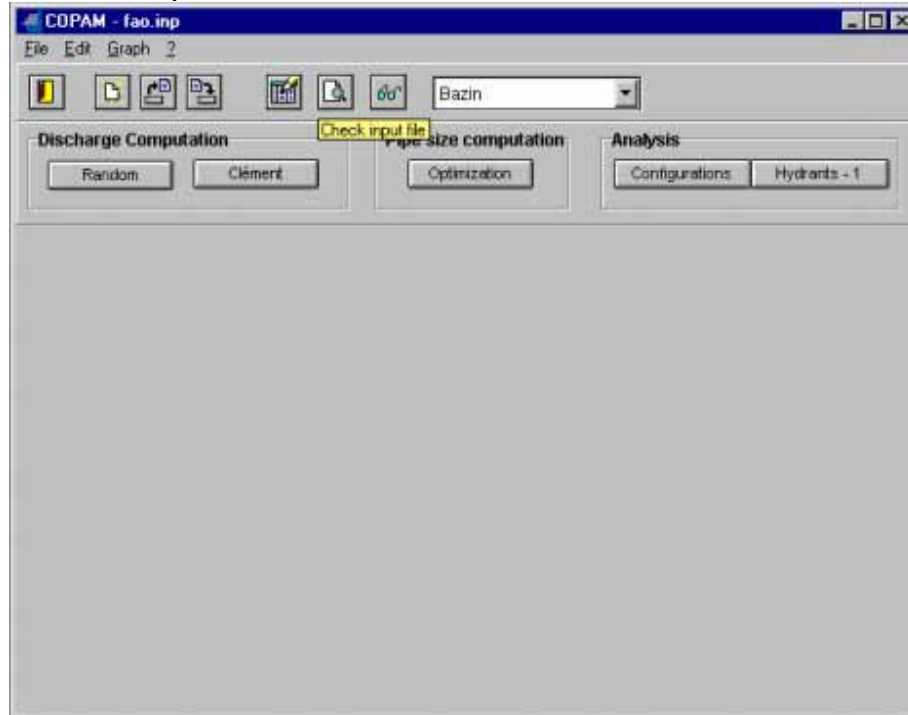 COPAM - fao.inp
File Edit Graph ?
Bazin
Check input file
Discharge Computation
Pipe size computation
Analysis
Random
Clément
Optimization
Configurations
Hydrants - 1